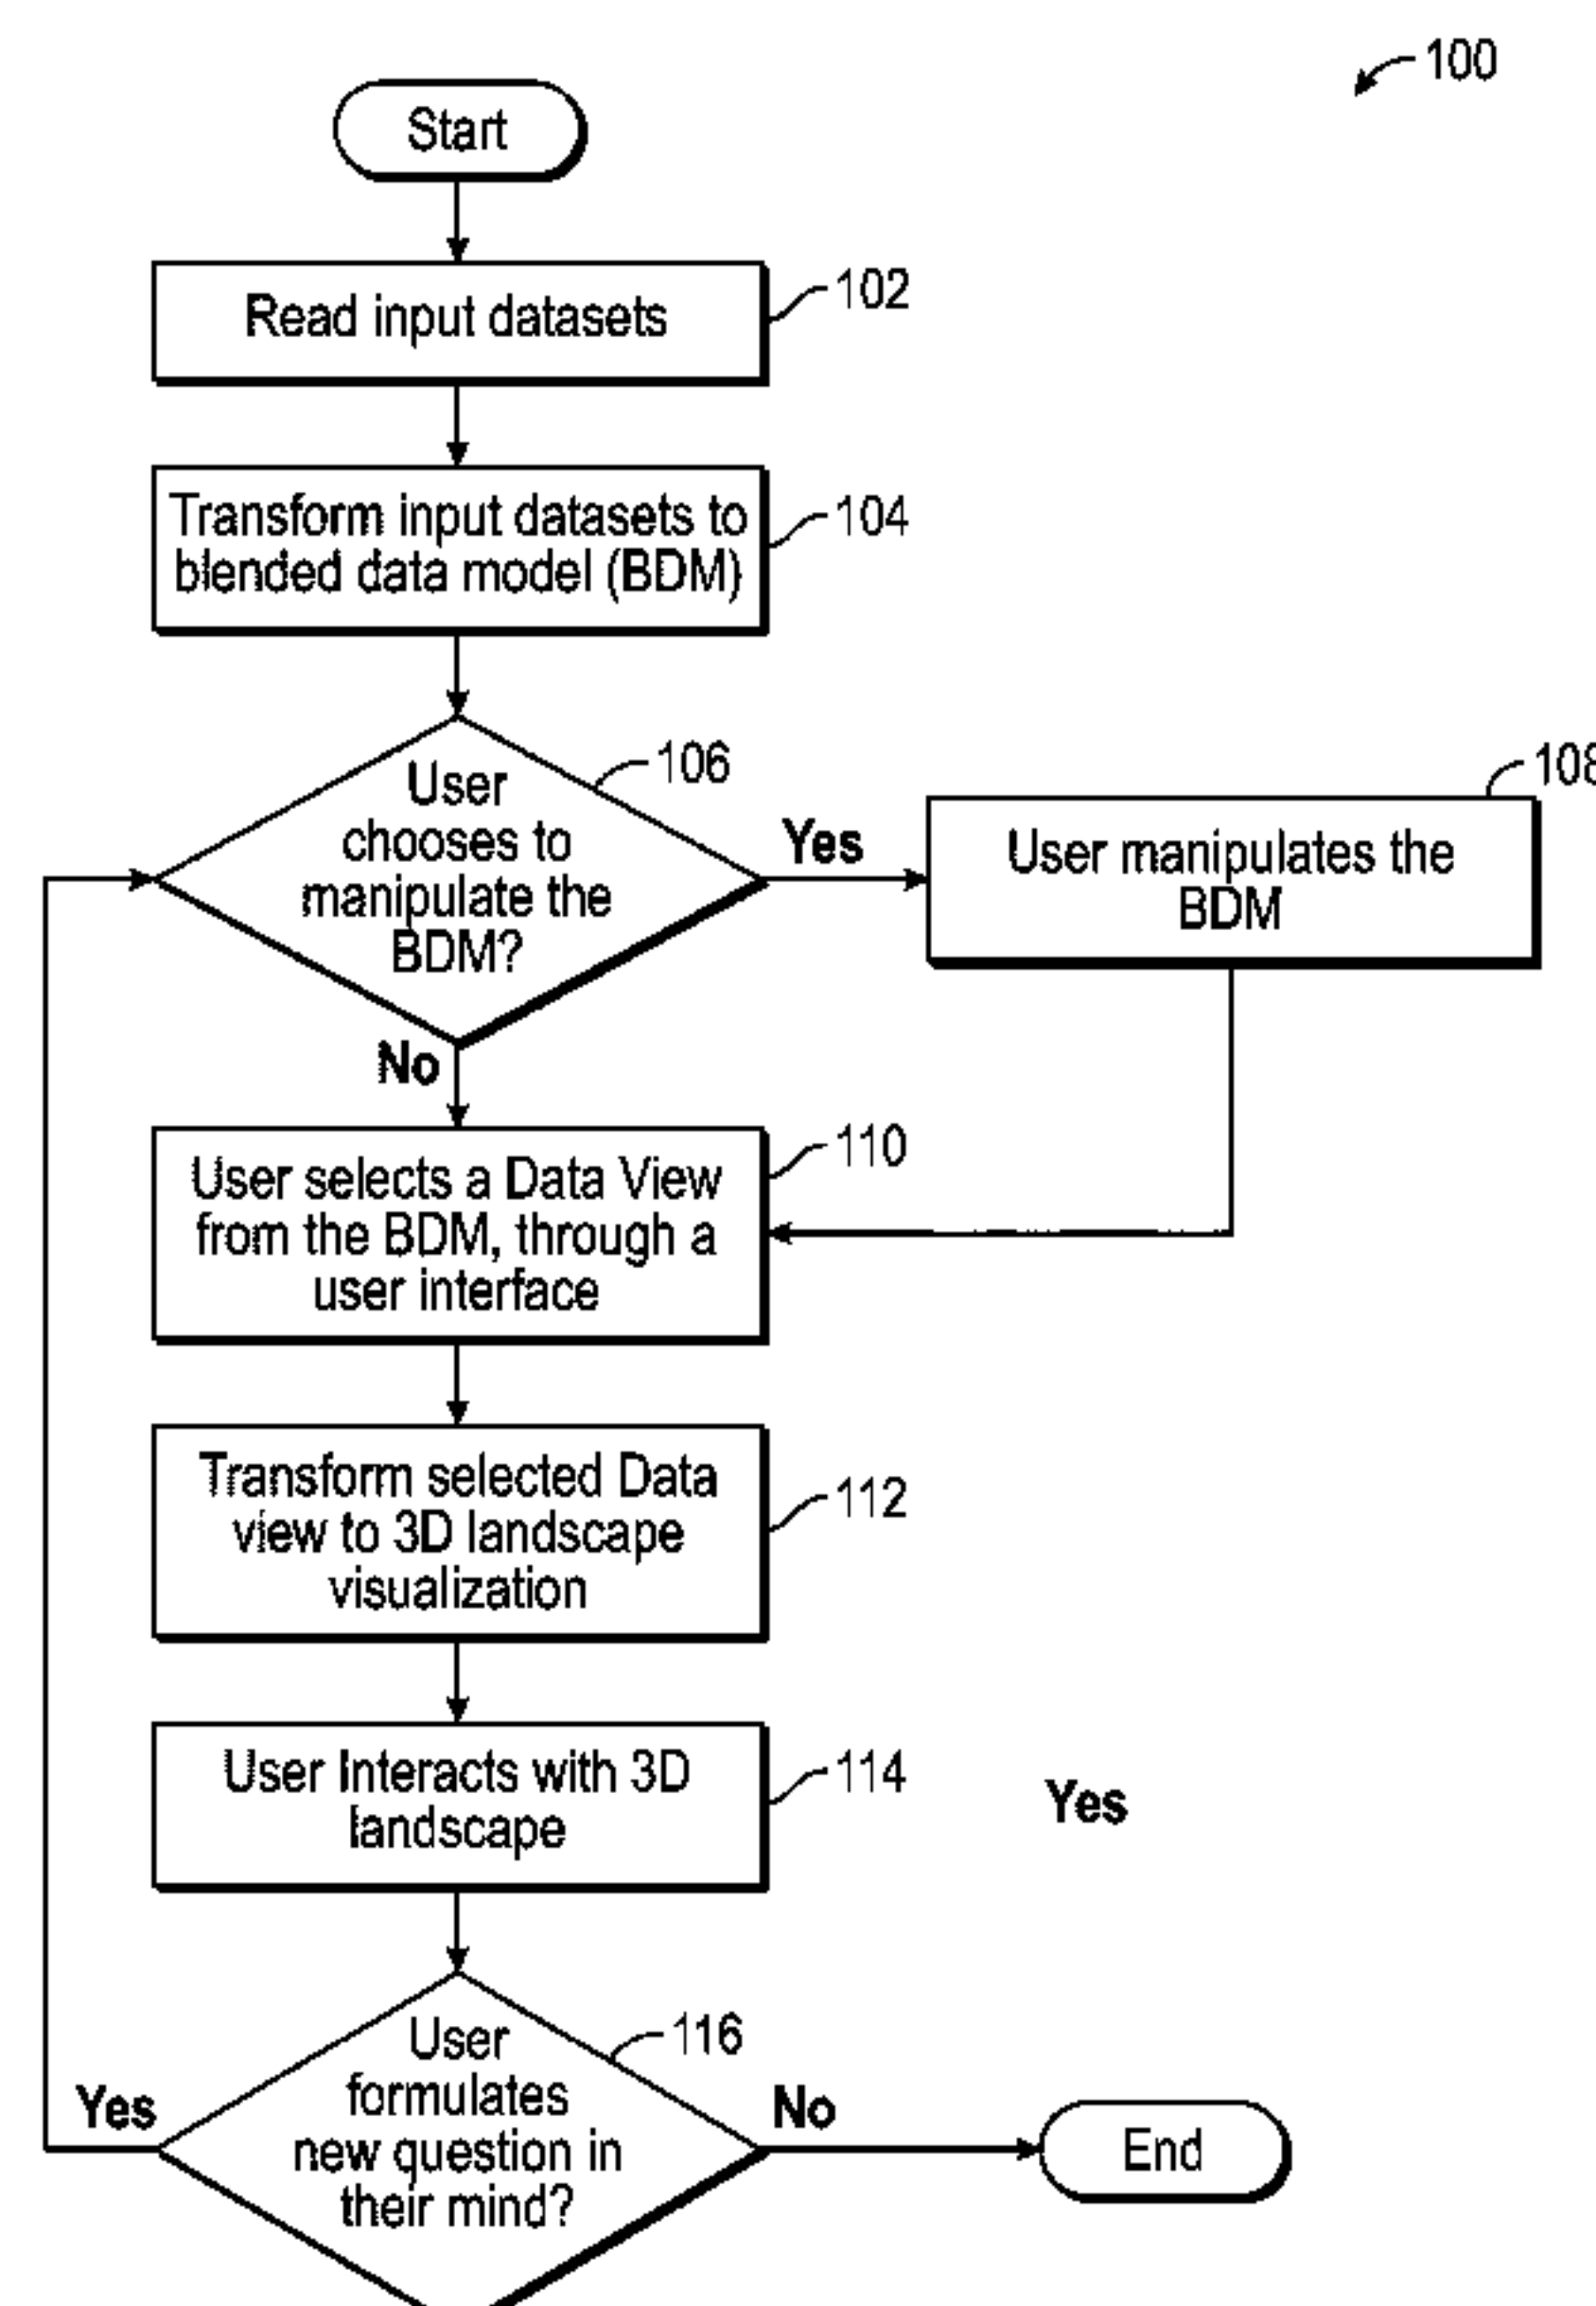 100
Start
Read input datasets
102
Transform input datasets to
blended data model (BDM)
104
User
chooses to
manipulate the
BDM?
106
Yes
108
User manipulates the
BDM
No
User selects a Data View
from the BDM, through a
user interface
110
Transform selected Data
view to 3D landscape
visualization
112
User Interacts with 3D
landscape
114
Yes
User
formulates
new question in
their mind?
116
Yes
No
End